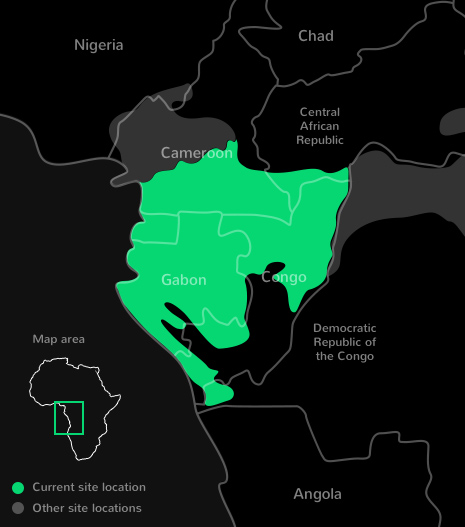 Chad
Nigeria
Central
African
Republic
Cameroon
Congo
Gabon
Democratic
Republic of
the Congo
Map area
Current site location
Angola
Other site locations